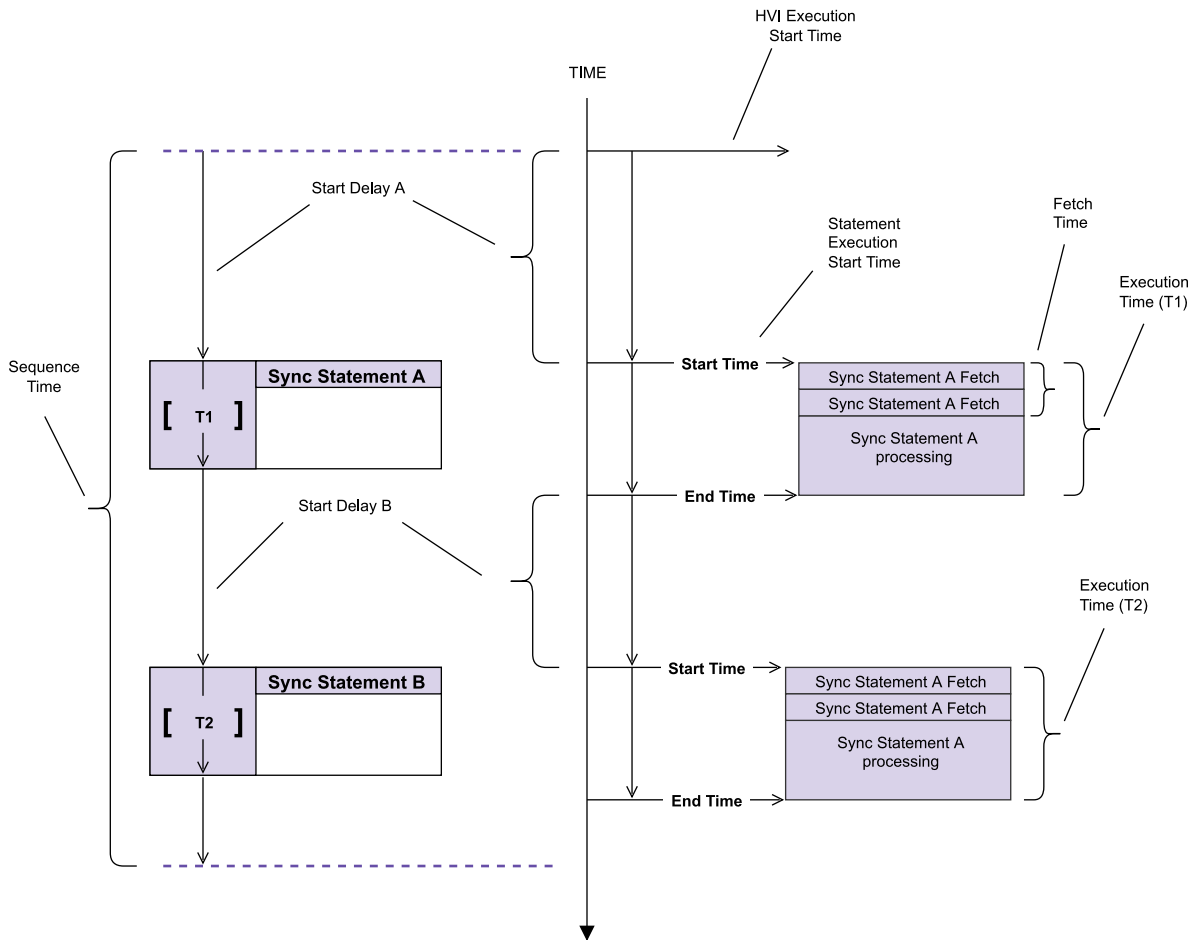 HVI Execution
Start Time
TIME
Start Delay A
Statement
Execution
Start Time
Fetch
Time
Execution
Time (T1)
Sequence
Time
Sync Statement A
[ T1 ]
Start Time
Sync Statement A Fetch
Sync Statement A Fetch
Sync Statement A
processing
End Time
Start Delay B
Execution
Time (T2)
Sync Statement B
[ T2 ]
Start Time
Sync Statement A Fetch
Sync Statement A Fetch
Sync Statement A
processing
End Time